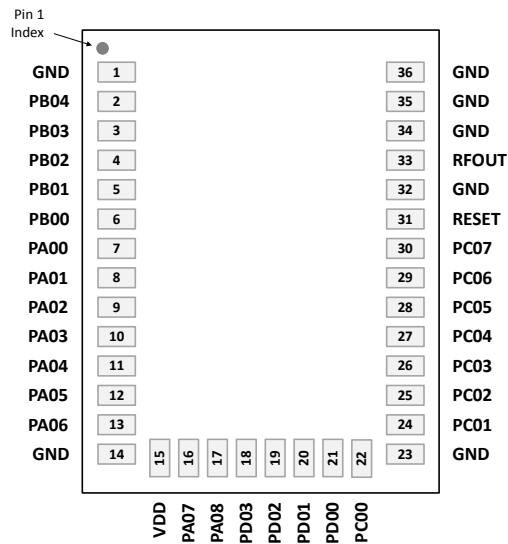 Pin 1
Index
GND 1 36 GND
PB04 2 35 GND
PB03 3 34 GND
PB02 4 33 RFOUT
PB01 5 32 GND
PB00 6 31 RESET
PA00 7 30 PC07
PA01 8 29 PC06
PA02 9 28 PC05
PA03 10 27 PC04
PA04 11 26 PC03
PA05 12 25 PC02
PA06 13 24 PC01
GND 14 15 16 17 18 19 20 21 22 23 GND
VDD PA07 PA08 PD03 PD02 PD01 PD00 PC00